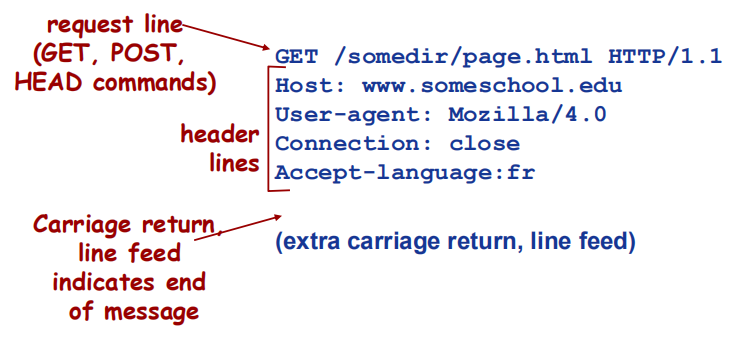 request line
(GET, POST,
HEAD commands)
GET /somedir/page.html HTTP/1.1
Host: www.someschool.edu
User-agent: Mozilla/4.0
Connection: close
Accept-language:fr
header
lines
Carriage return,
line feed
indicates end
of message
(extra carriage return, line feed)